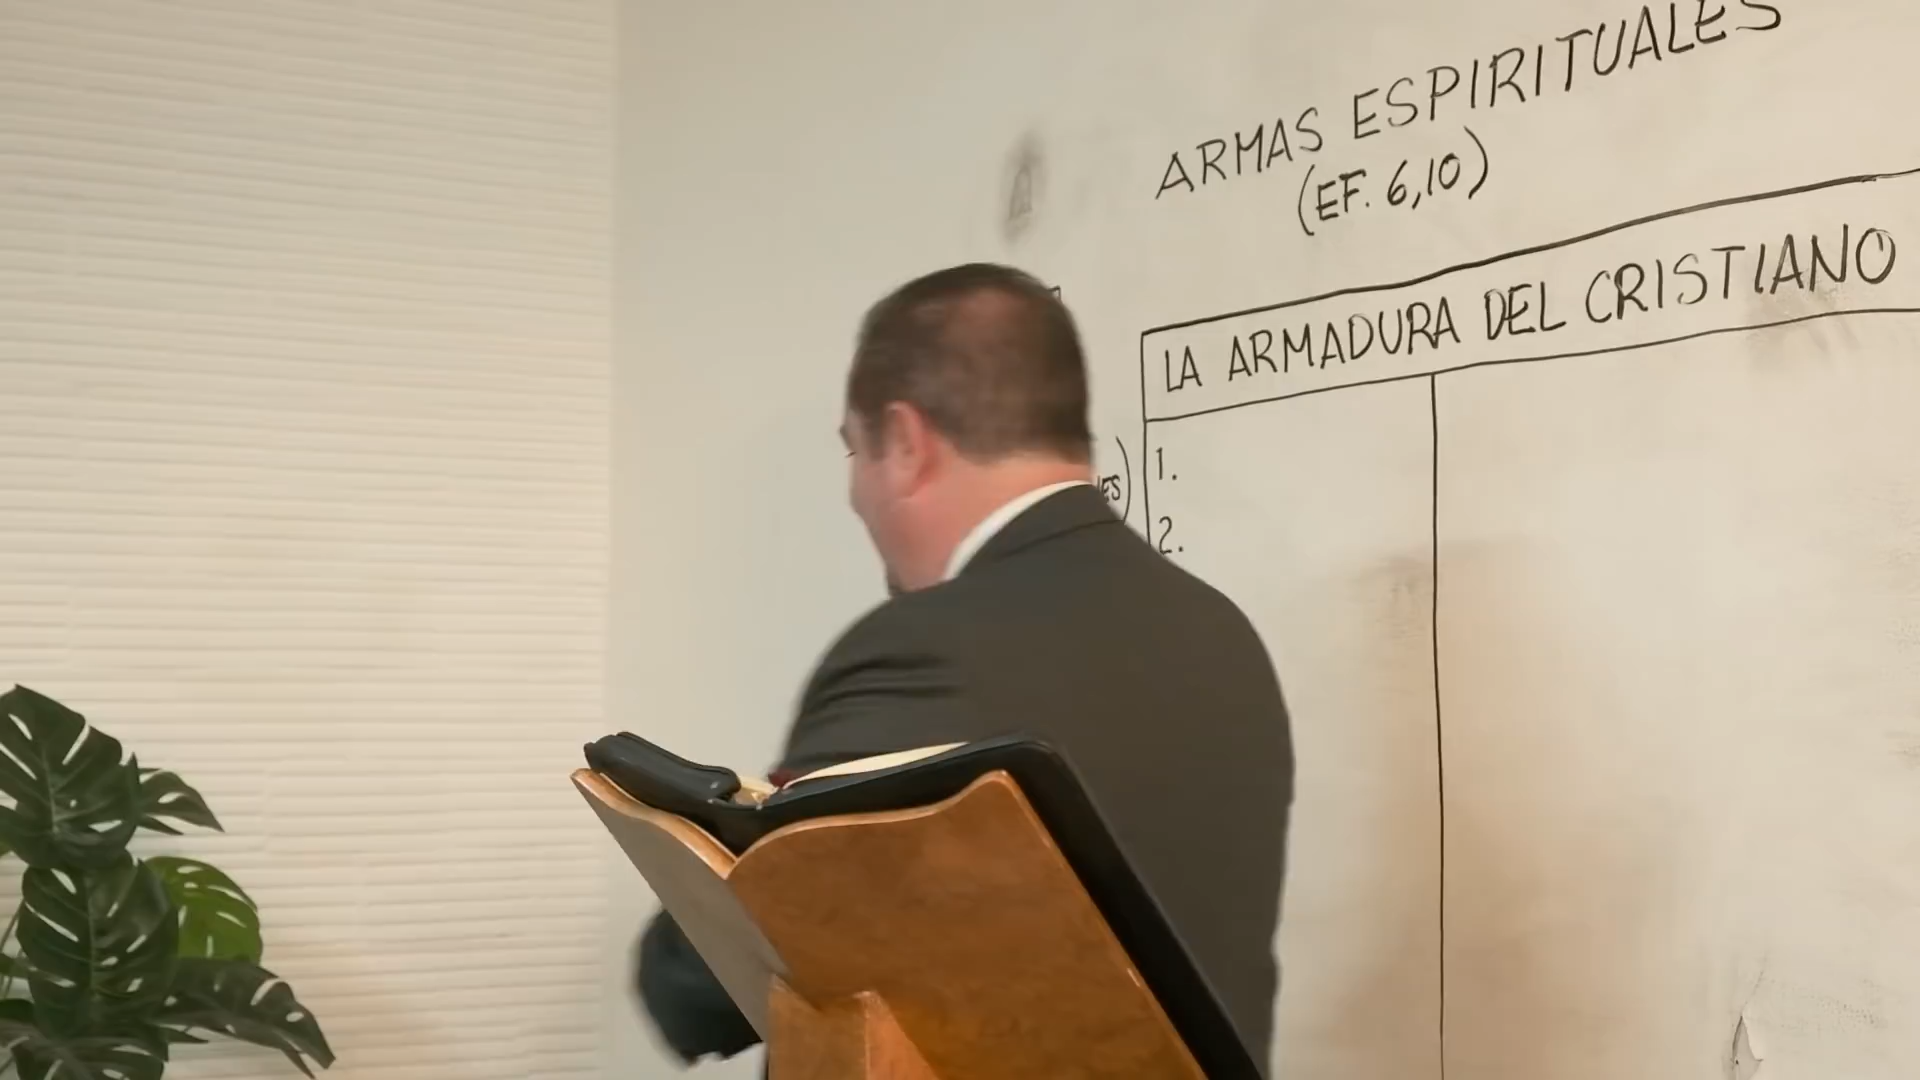 ARMAS ESPIRITUALES
(EF. 6,10)
LA ARMADURA DEL CRISTIANO
1.
2.